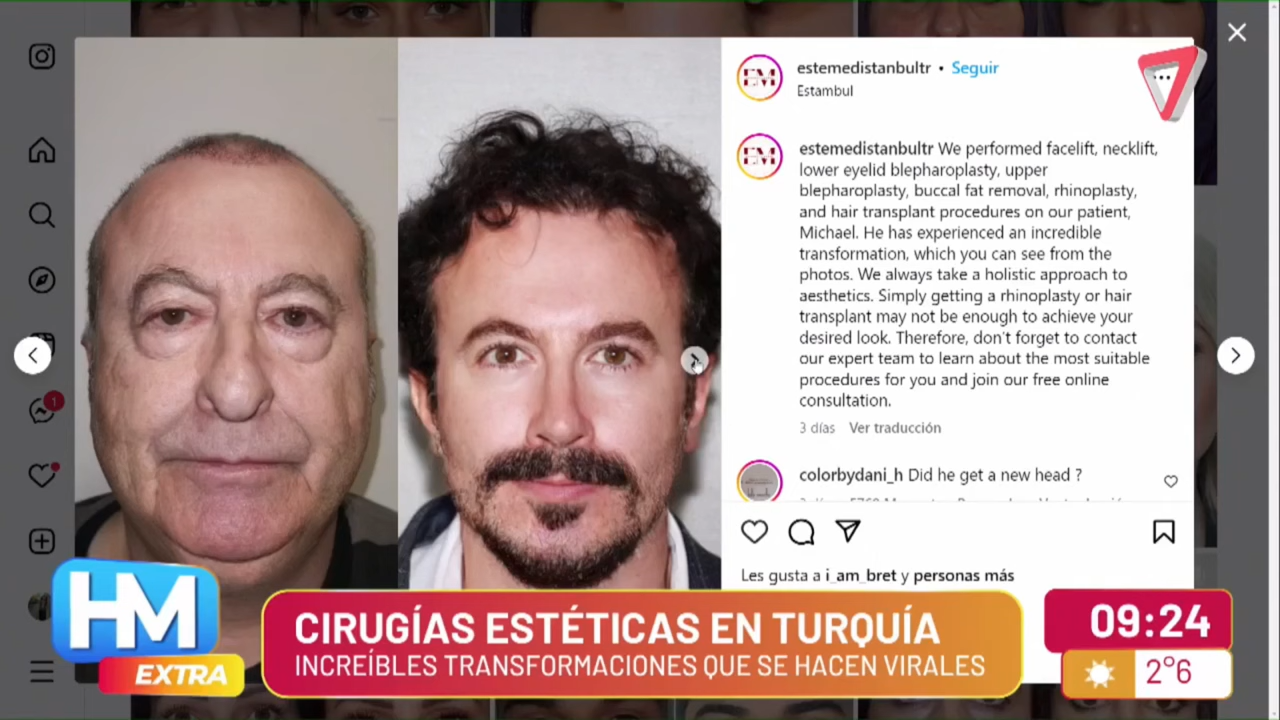 estemedistanbultr • Seguir
Estambul
EM
EM
estemedistanbultr We performed facelift, necklift,
lower eyelid blepharoplasty, upper
blepharoplasty, buccal fat removal, rhinoplasty,
and hair transplant procedures on our patient,
Michael. He has experienced an incredible
transformation, which you can see from the
photos. We always take a holistic approach to
aesthetics. Simply getting a rhinoplasty or hair
transplant may not be enough to achieve your
desired look. Therefore, don't forget to contact
our expert team to learn about the most suitable
procedures for you and join our free online
consultation.
3 días Ver traducción
colorbydani_h Did he get a new head ?
1
Les gusta a i_am_bret y personas más
HM
EXTRA
CIRUGÍAS ESTÉTICAS EN TURQUÍA
INCREÍBLES TRANSFORMACIONES QUE SE HACEN VIRALES
09:24
2°6